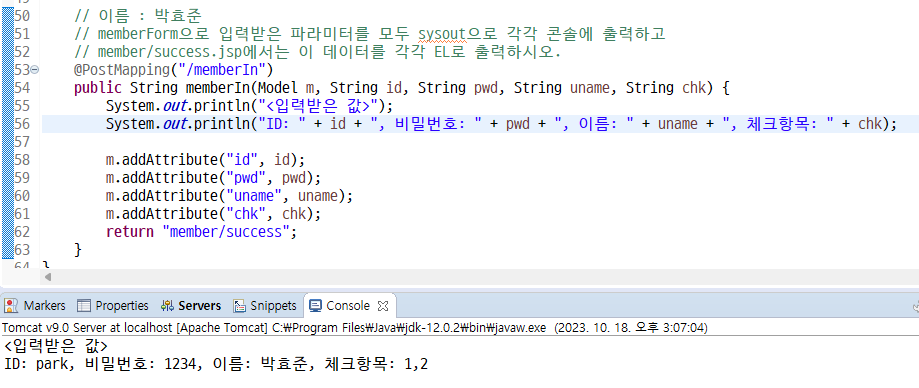 50 // 이름 : 박효준
51 // memberForm으로 입력받은 파라미터를 모두 sysout으로 각각 콘솔에 출력하고
52 // member/success.jsp에서는 이 데이터를 각각 EL로 출력하시오.
53 @PostMapping("/memberIn")
54 public String memberIn(Model m, String id, String pwd, String uname, String chk) {
55 System.out.println("<입력받은 값>");
56 System.out.println("ID: " + id + ", 비밀번호: " + pwd + ", 이름: " + uname + ", 체크항목: " + chk);
57
58 m.addAttribute("id", id);
59 m.addAttribute("pwd", pwd);
60 m.addAttribute("uname", uname);
61 m.addAttribute("chk", chk);
62 return "member/success";
63 }
64 }
Markers Properties Servers Snippets Console
Tomcat v9.0 Server at localhost [Apache Tomcat] C:₩Program Files₩Java₩jdk-12.0.2₩bin₩javaw.exe (2023. 10. 18. 오후 3:07:04)
<입력받은 값>
ID: park, 비밀번호: 1234, 이름: 박효준, 체크항목: 1,2